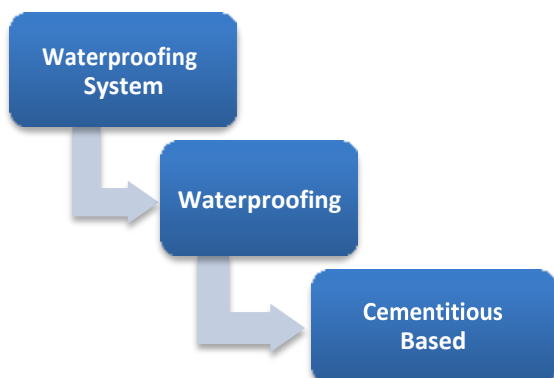 Waterproofing
System
Waterproofing
Cementitious
Based